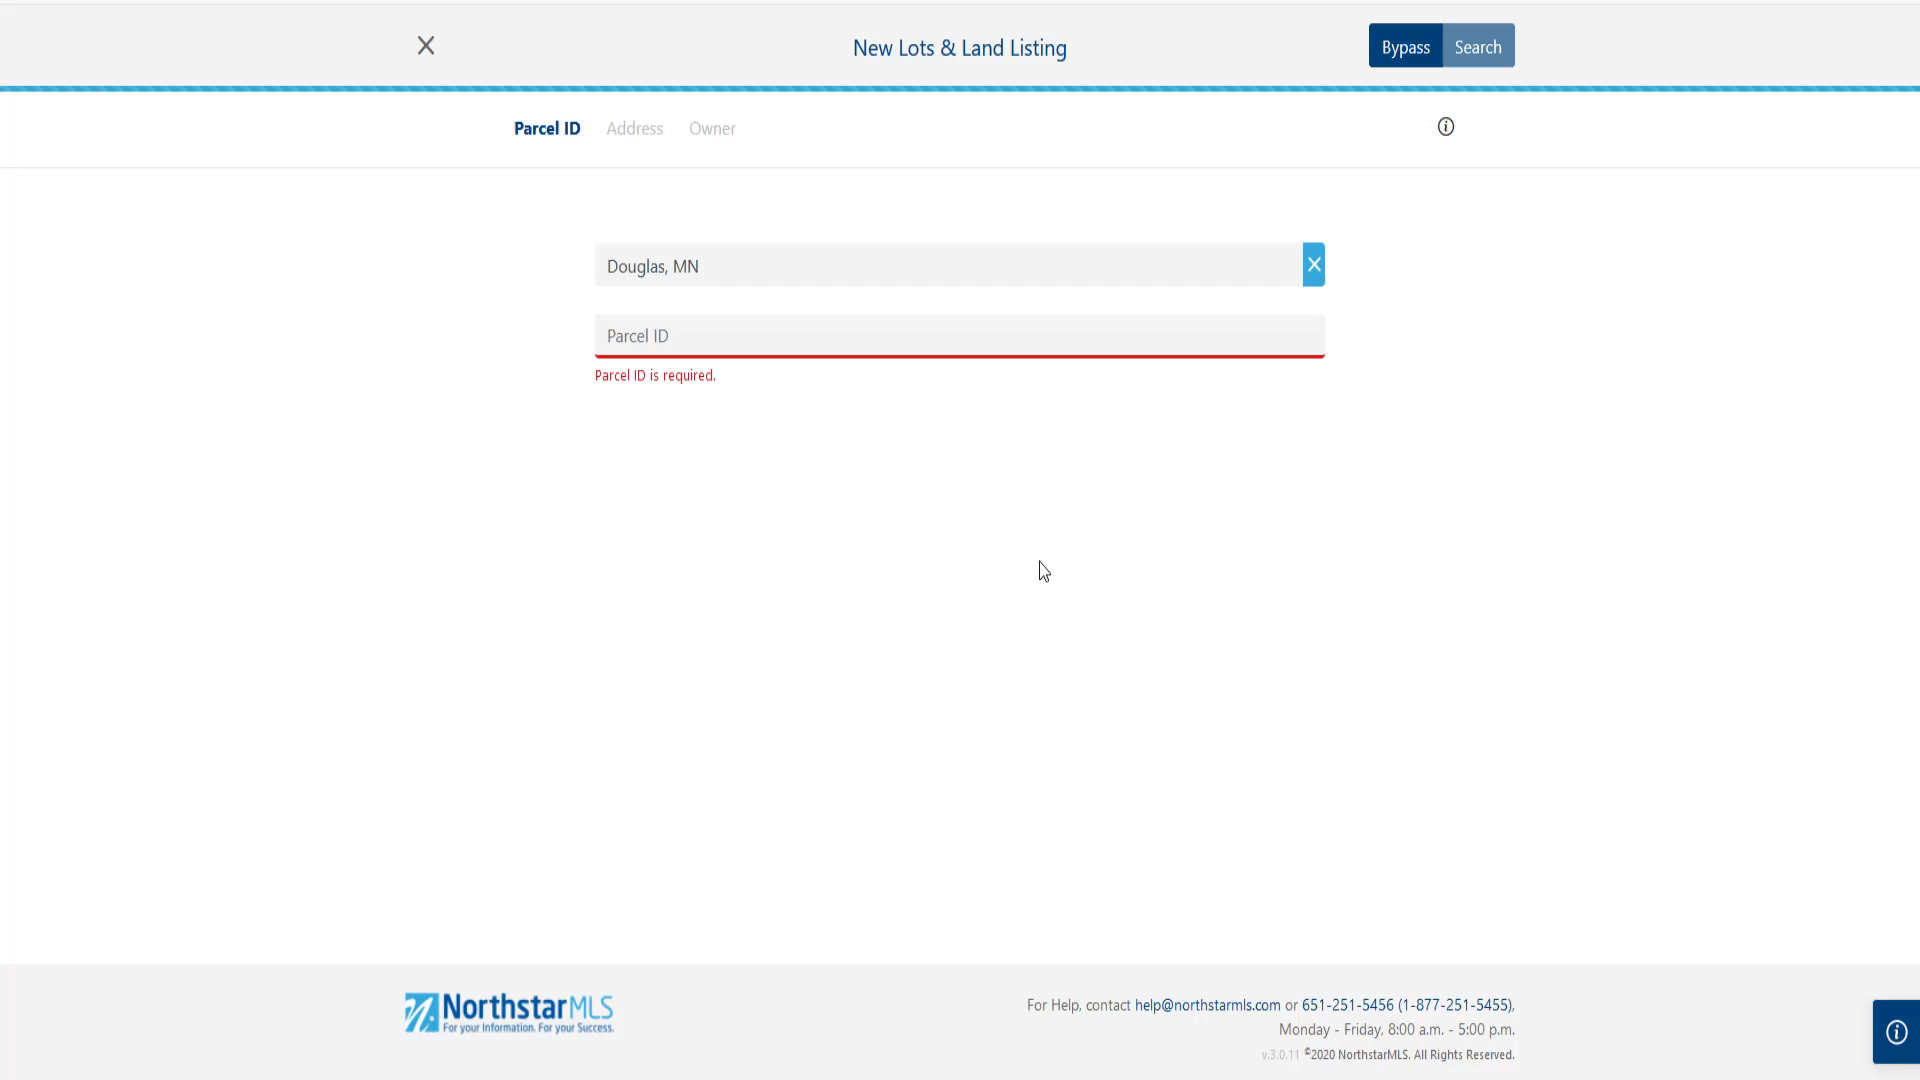 New Lots & Land Listing
Bypass
Search
Parcel ID
Address
Owner
Douglas, MN
Parcel ID
Parcel ID is required.
NorthstarMLS
For your Information. For your Success.
For Help, contact help@northstarmls.com or 651-251-5456 (1-877-251-5455),
Monday - Friday, 8:00 a.m. - 5:00 p.m.
v.3.0.11 ©2020 NorthstarMLS. All Rights Reserved.